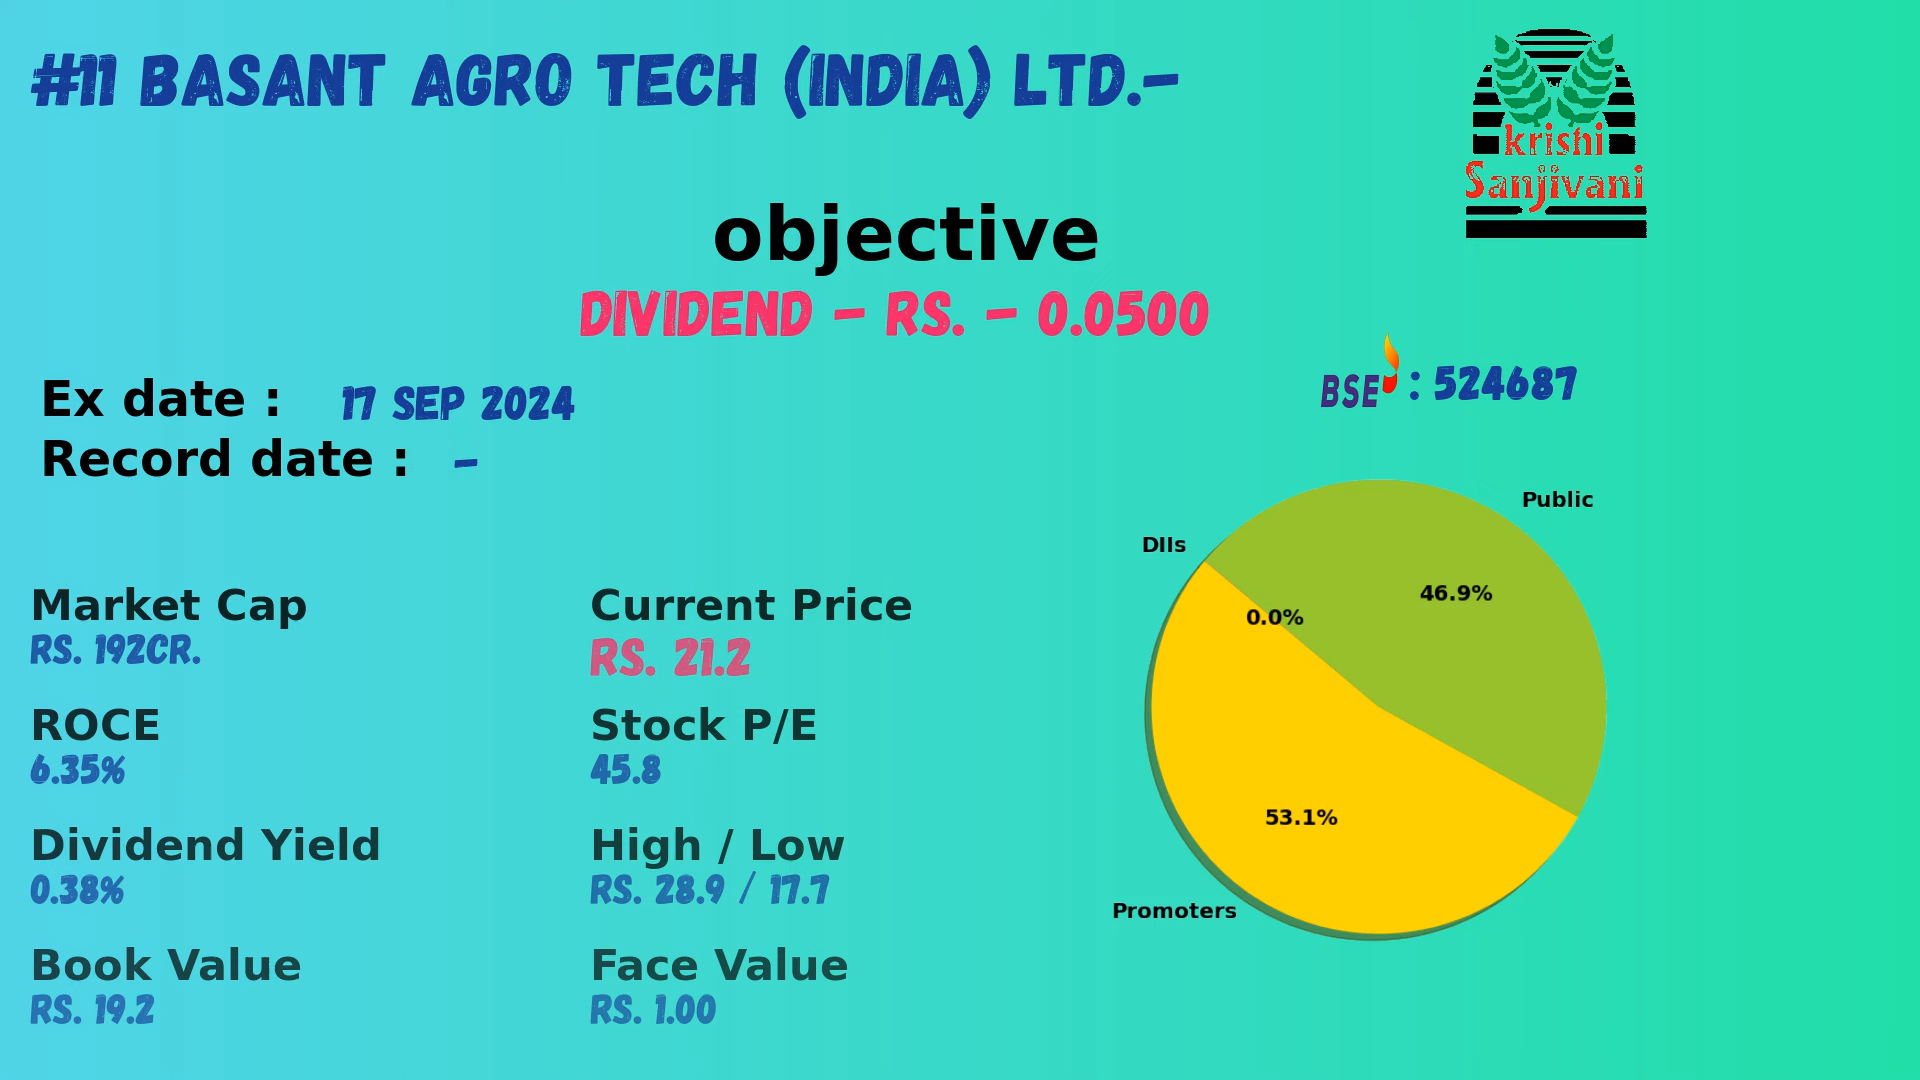 #11 BASANT AGRO TECH (INDIA) LTD.-
krishi
Sanjivani
objective
DIVIDEND - RS. - 0.0500
Ex date : 17 SEP 2024
BSE : 524687
Record date : -
Market Cap
RS. 192CR.
Current Price
RS. 21.2
ROCE
6.35%
Stock P/E
45.8
Dividend Yield
0.38%
High / Low
RS. 28.9 / 17.7
Book Value
RS. 19.2
Face Value
RS. 1.00
Public
DIIs
46.9%
0.0%
53.1%
Promoters